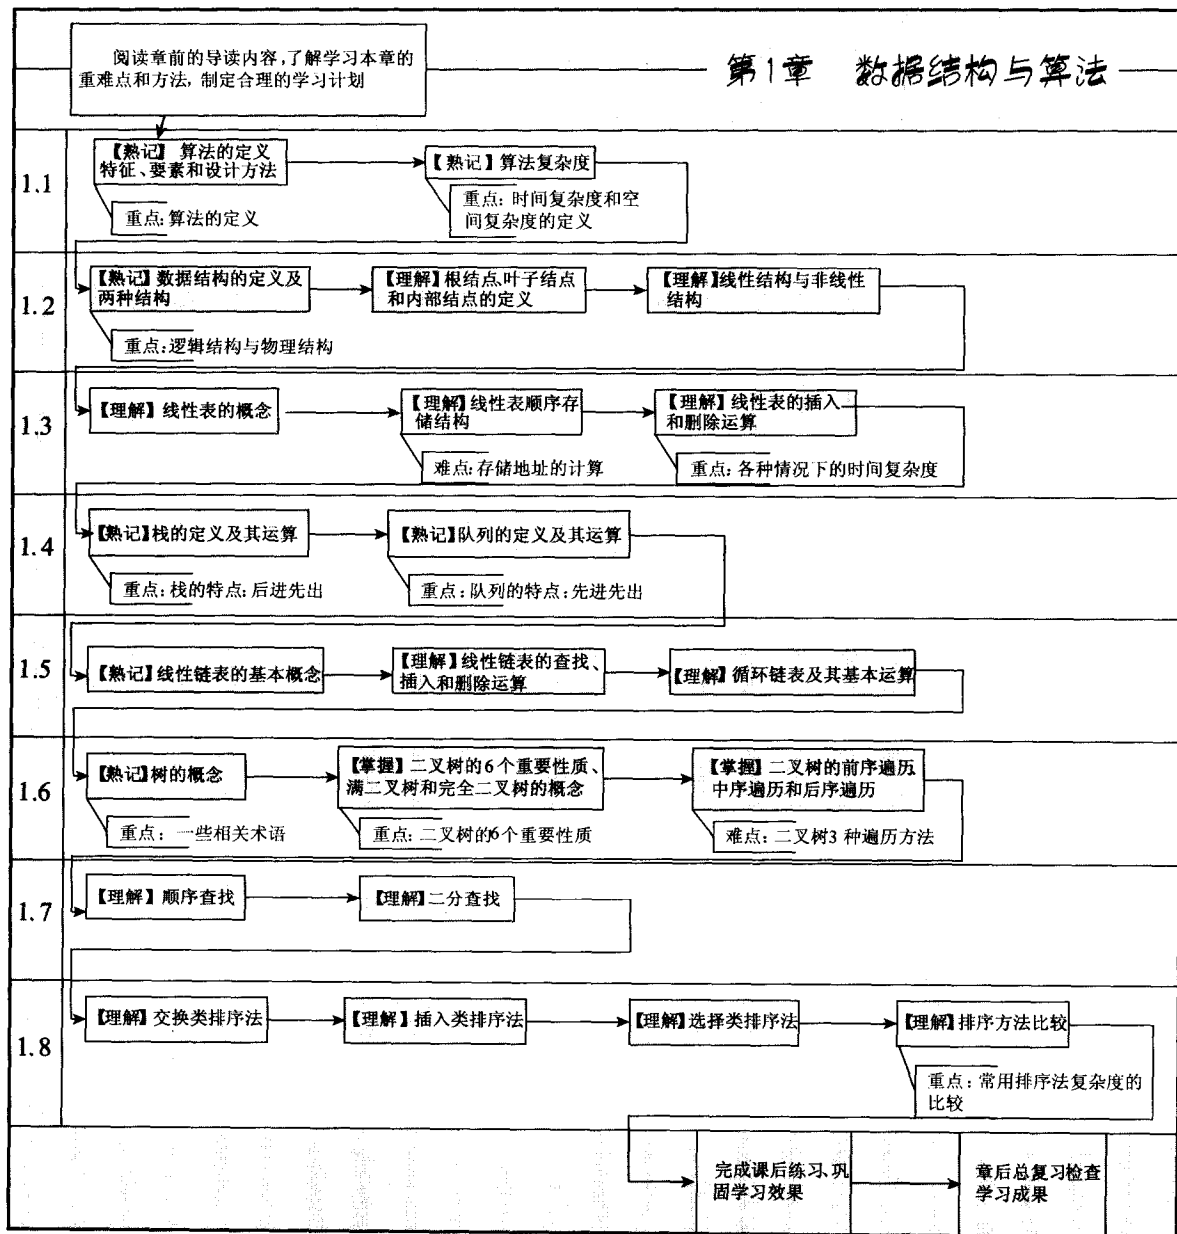 阅读章前的导读内容,了解学习本章的
重难点和方法, 制定合理的学习计划
第1章 数据结构与算法
1.1
【熟记】 算法的定义
特征、要素和设计方法
【熟记】算法复杂度
重点: 算法的定义
重点: 时间复杂度和空
间复杂度的定义
1.2
【熟记】数据结构的定义及
两种结构
【理解】根结点、叶子结点
和内部结点的定义
【理解】线性结构与非线性
结构
重点:逻辑结构与物理结构
1.3
【理解】线性表的概念
【理解】线性表顺序存
储结构
【理解】线性表的插入
和删除运算
难点:存储地址的计算
重点:各种情况下的时间复杂度
1.4
【熟记】栈的定义及其运算
【熟记】队列的定义及其运算
重点:栈的特点:后进先出
重点:队列的特点:先进先出
1.5
【熟记】线性链表的基本概念
【理解】线性链表的查找、
插入和删除运算
【理解】循环链表及其基本运算
1.6
【熟记】树的概念
【掌握】二叉树的6个重要性质、
满二叉树和完全二叉树的概念
【掌握】二叉树的前序遍历、
中序遍历和后序遍历
重点: 一些相关术语
重点:二叉树的6个重要性质
难点:二叉树3种遍历方法
1.7
【理解】顺序查找
【理解】二分查找
1.8
【理解】交换类排序法
【理解】插入类排序法
【理解】选择类排序法
【理解】排序方法比较
重点:常用排序法复杂度的
比较
完成课后练习、巩
固学习效果
章后总复习检查
学习成果